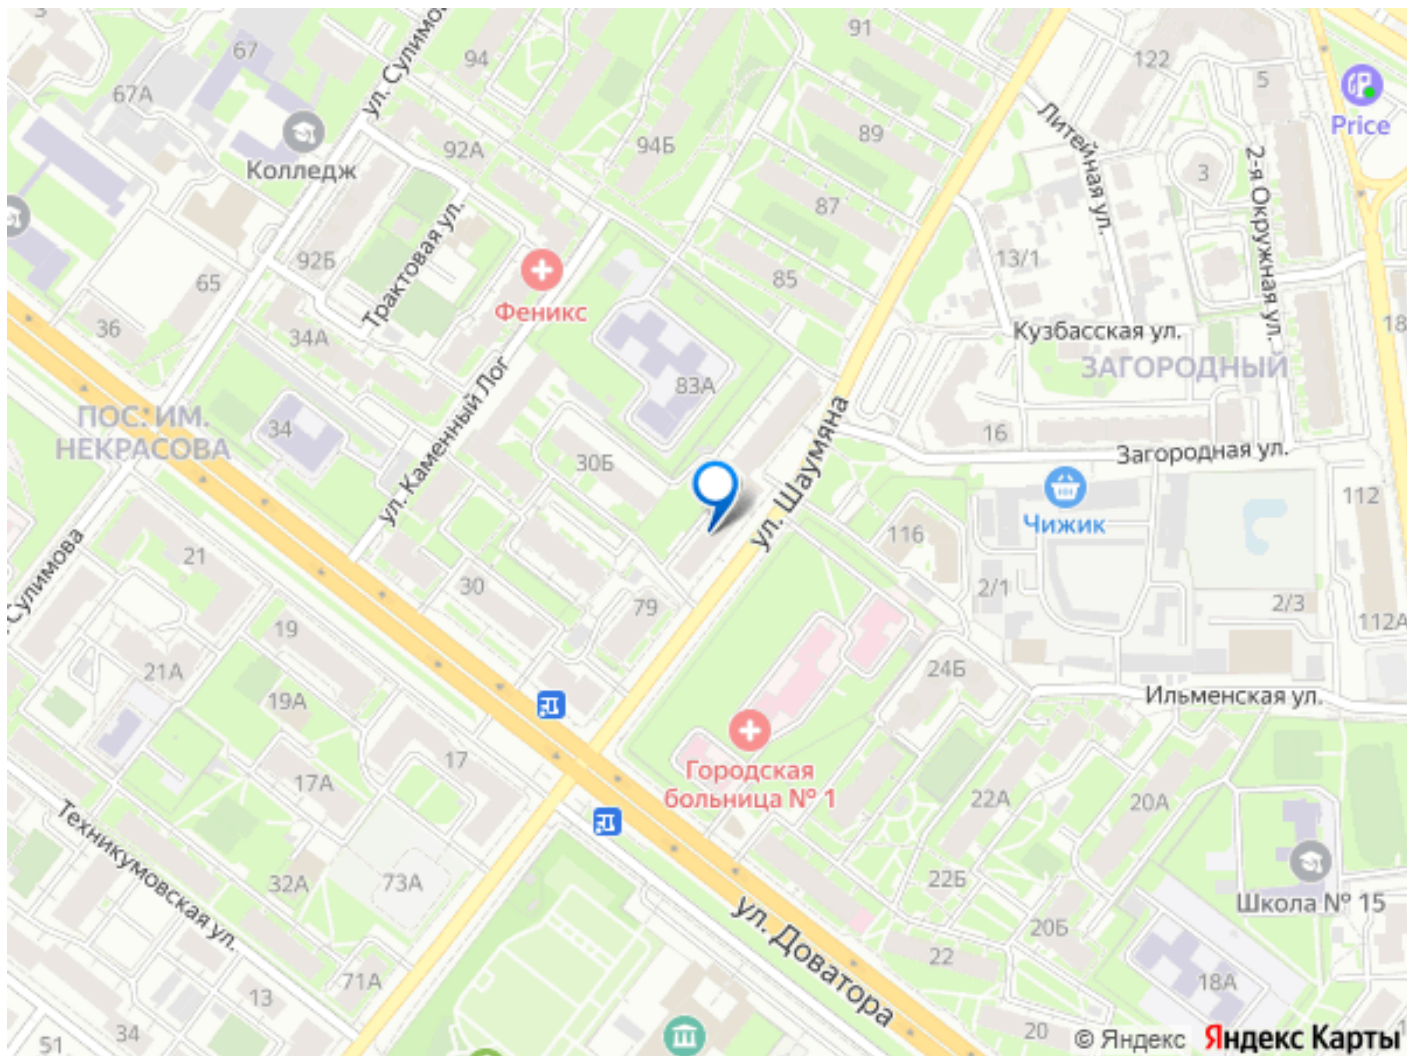 3
67
94
91
122
5
ул. Сулимо
67А
Price
Колледж
92А
94Б
89
Литейная ул.
2-я Окружная ул.
3
87
Трактовая ул.
92Б
65
Феникс
85
13/1
36
34А
Кузбасская ул.
18
ЗАГОРОДНЫЙ
83А
ПОС. ИМ.
НЕКРАСОВА
34
ул. Каменный Лог
30Б
ул. Шаумяна
16
Загородная ул.
Чижик
112
116
21
Сулимова
30
79
2/1
2/3
112А
19
21А
19А
24Б
Ильменская ул.
17
17А
Городская
больница № 1
22А
20А
Техникумовская ул.
32А
73А
22Б
Школа № 15
ул. Доватора
20Б
22
71А
13
18А
34
51
20
© Яндекс
Яндекс Карты